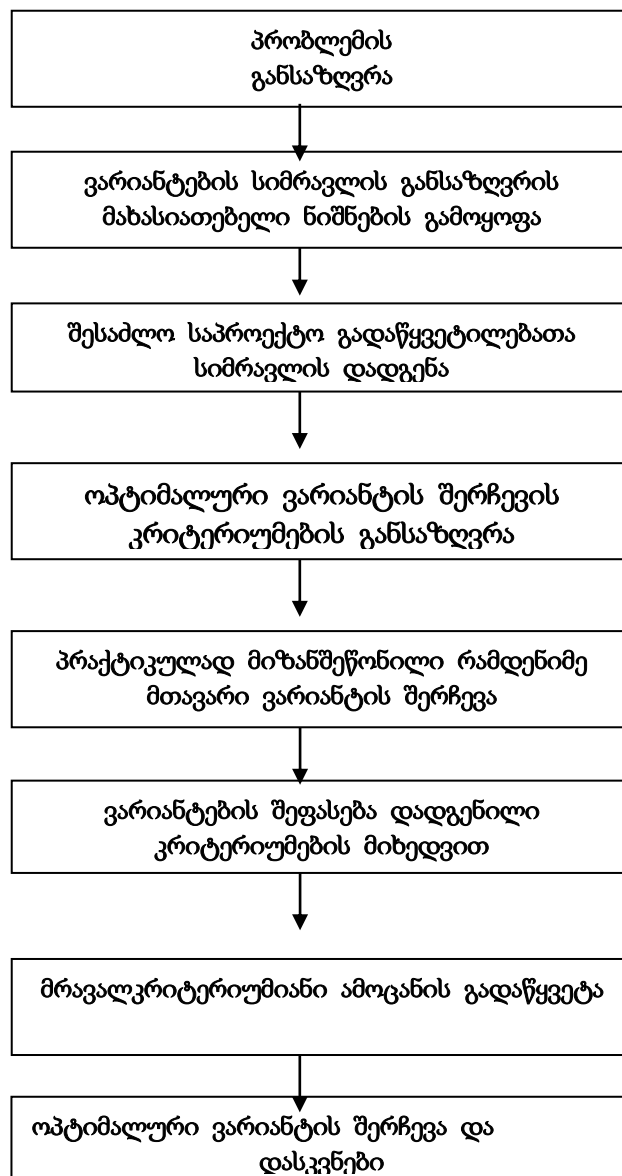 პრობლემის
განსაზღვრა
ვარიანტების სიმრავლის განსაზღვრის
მახასიათებელი ნიშნების გამოყოფა
შესაძლო საპროექტო გადაწყვეტილებათა
სიმრავლის დადგენა
ოპტიმალური ვარიანტის შერჩევის
კრიტერიუმების განსაზღვრა
პრაქტიკულად მიზანშეწონილი რამდენიმე
მთავარი ვარიანტის შერჩევა
ვარიანტების შეფასება დადგენილი
კრიტერიუმების მიხედვით
მრავალკრიტერიუმიანი ამოცანის გადაწყვეტა
ოპტიმალური ვარიანტის შერჩევა და
დასკვნები